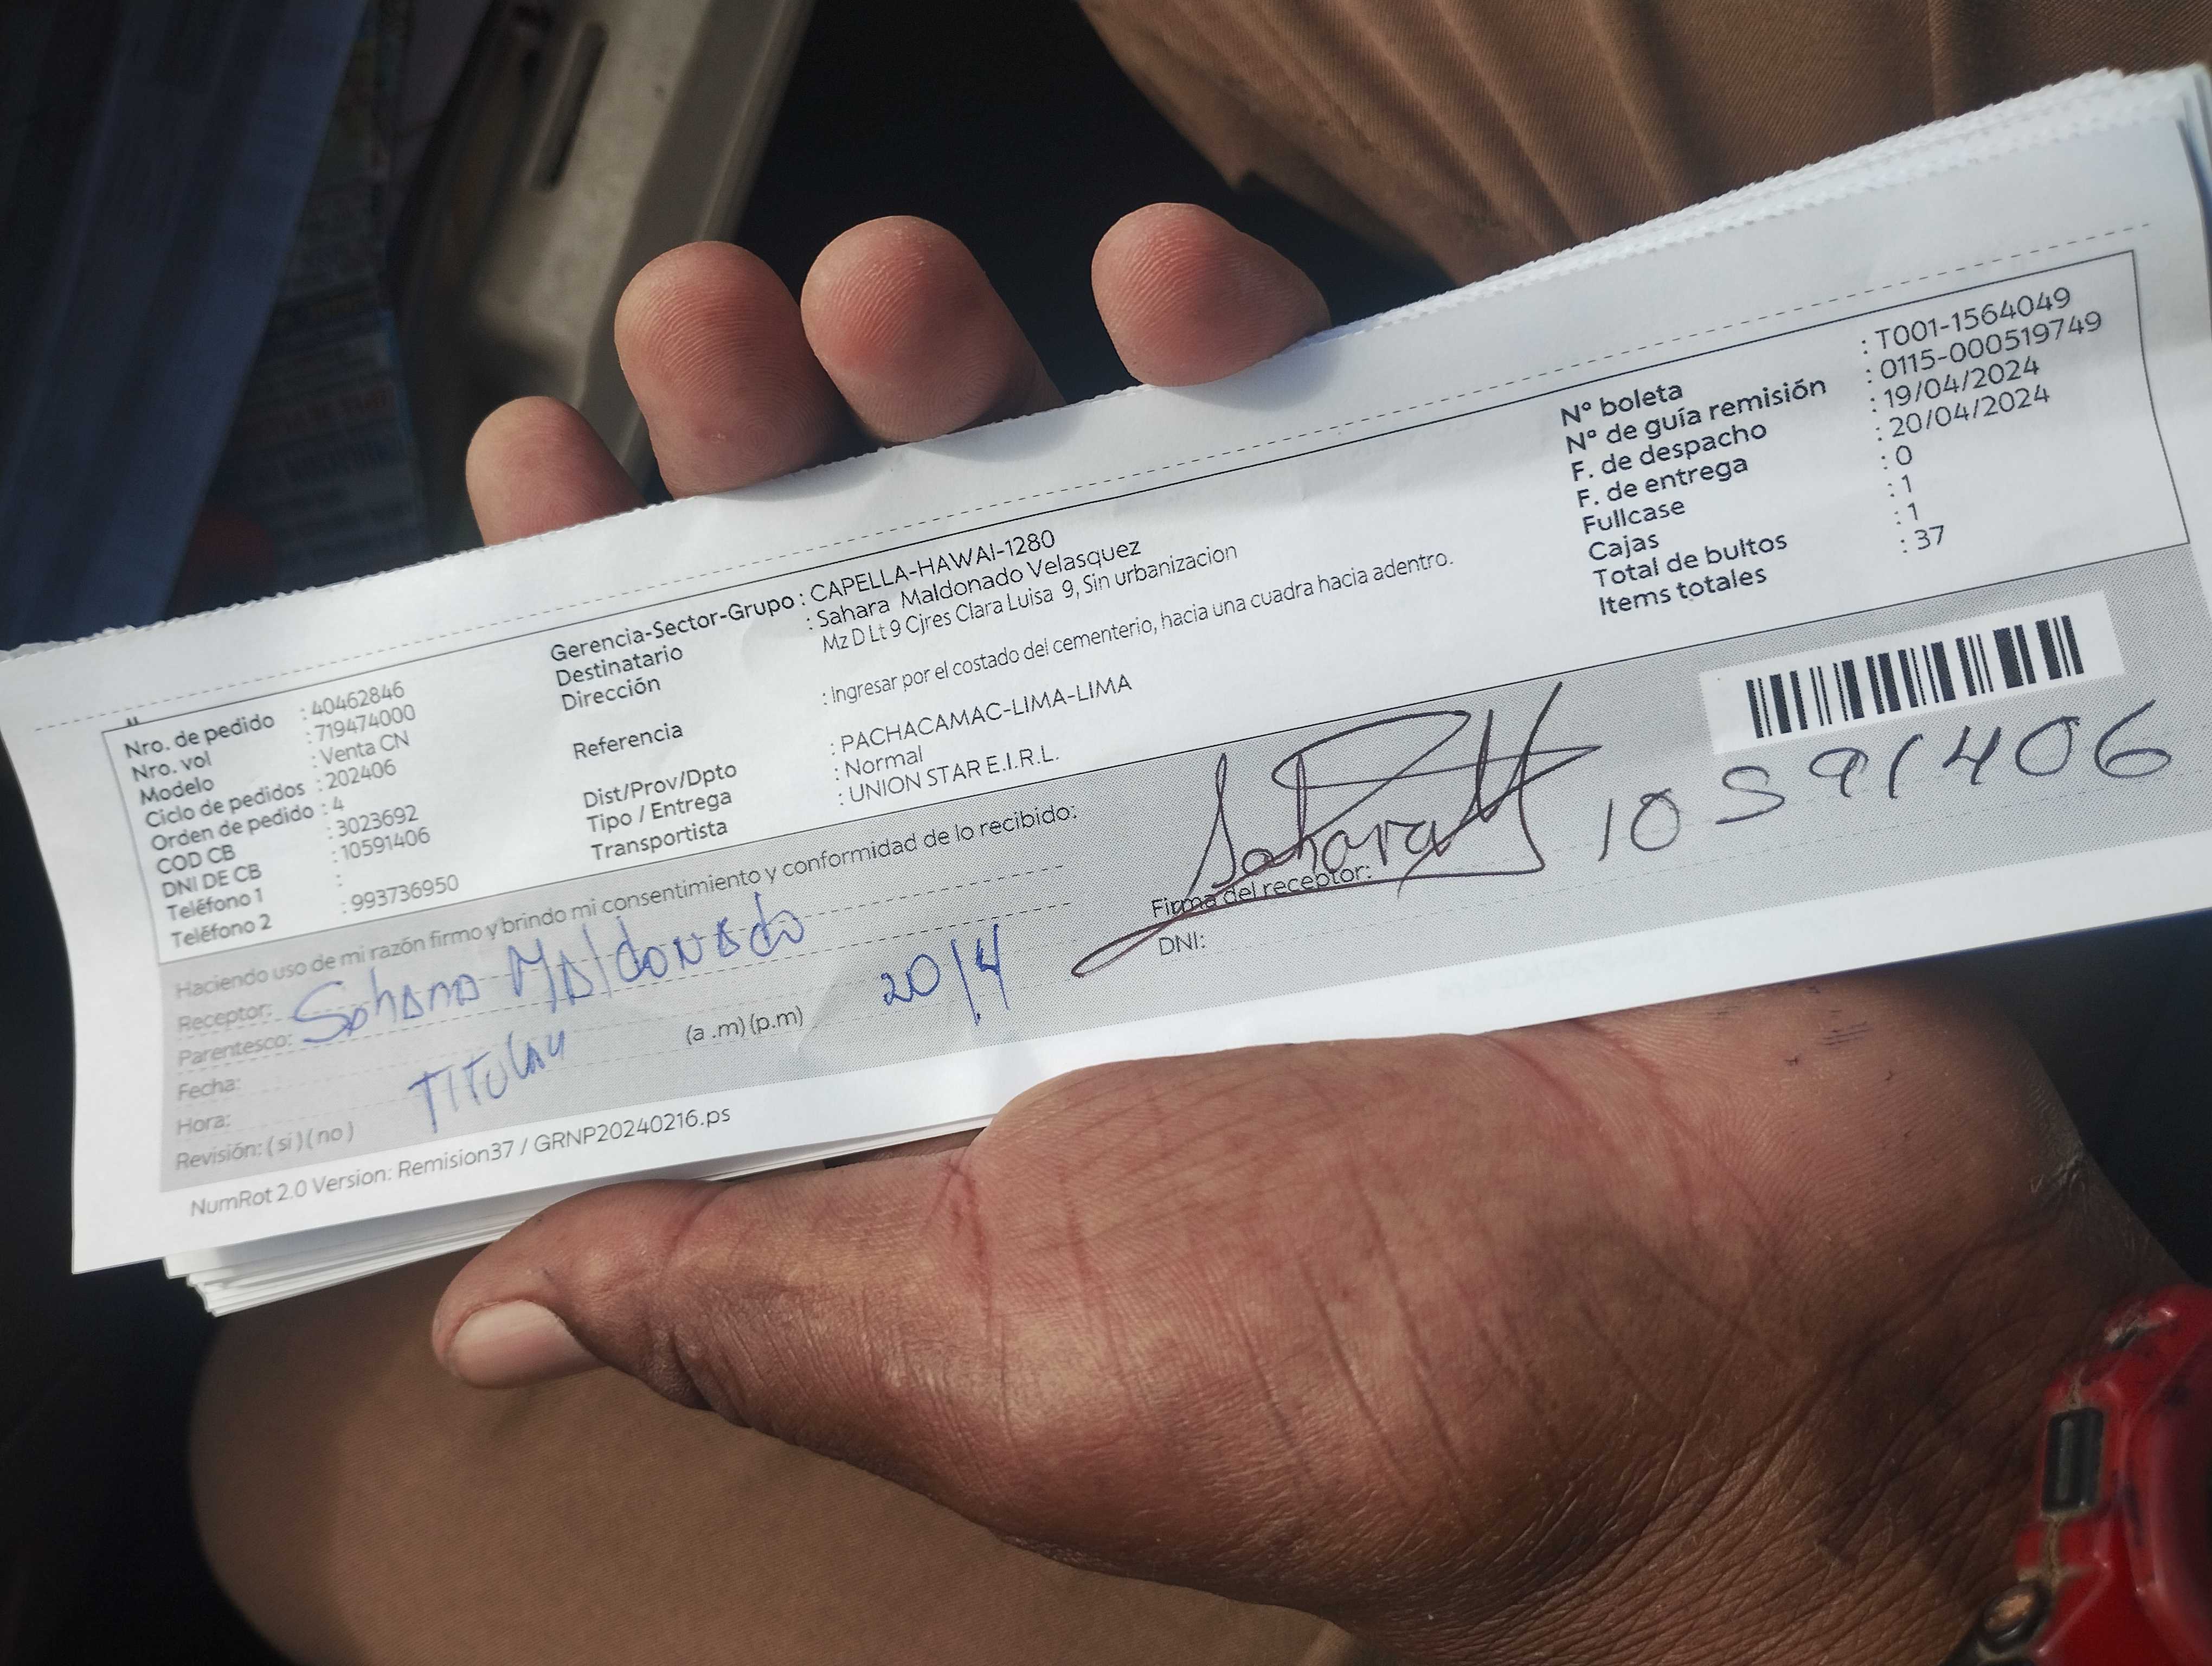 Nro. de pedido : 40462846
Nro. vol : 719474000
Modelo : Venta CN
Ciclo de pedidos : 202406
Orden de pedido : 4
COD CB : 3023692
DNI DE CB : 10591406
Teléfono 1 :
Teléfono 2 : 993736950
Gerencia-Sector-Grupo : CAPELLA-HAWAI-1280
Destinatario : Sahara Maldonado Velasquez
Dirección Mz D Lt 9 Cjres Clara Luisa 9, Sin urbanizacion
Referencia : Ingresar por el costado del cementerio, hacia una cuadra hacia adentro.
Dist/Prov/Dpto : PACHACAMAC-LIMA-LIMA
Tipo / Entrega : Normal
Transportista : UNION STAR E.I.R.L.
N° boleta : T001-1564049
N° de guía remisión : 0115-000519749
F. de despacho : 19/04/2024
F. de entrega : 20/04/2024
Fullcase : 0
Cajas : 1
Total de bultos : 1
Items totales : 37
Haciendo uso de mi razón firmo y brindo mi consentimiento y conformidad de lo recibido:
Receptor: Sahara Maldonado
Parentesco: Titular
Fecha: 20/4
Hora: (a .m) (p.m)
Revisión: ( si ) ( no )
Firma del receptor: Sahara M
DNI: 10591406
NumRot 2.0 Version: Remision37 / GRNP20240216.ps